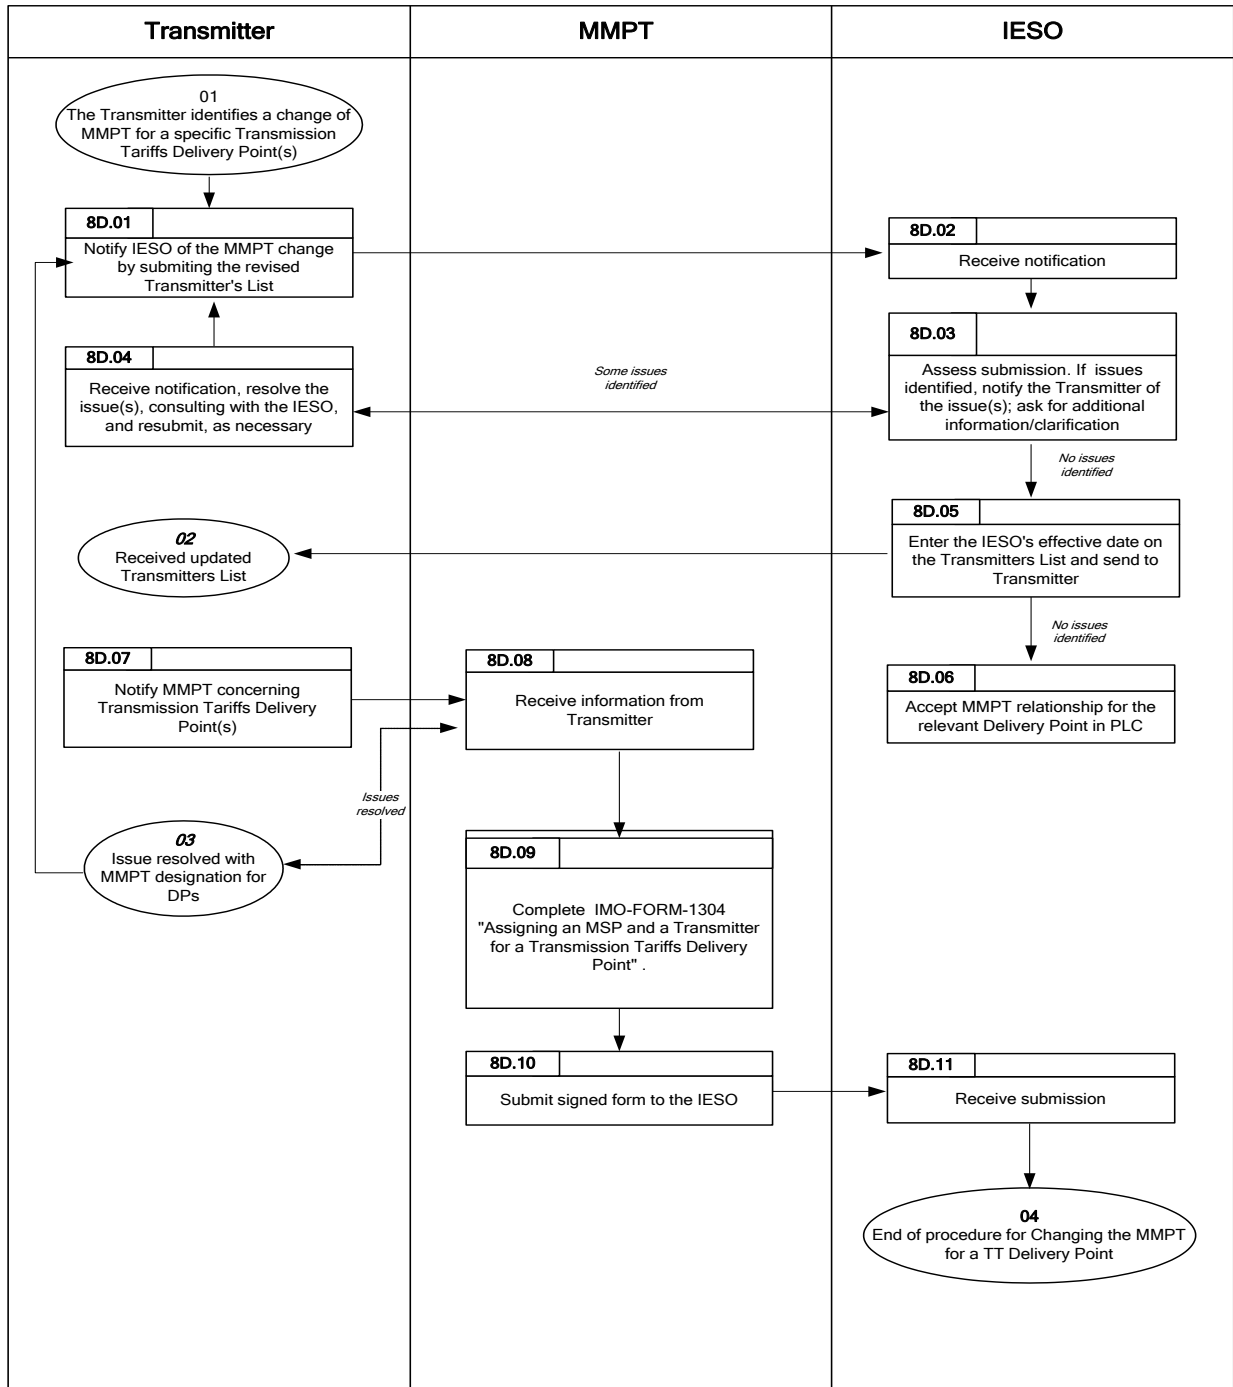 Transmitter
MMPT
IESO
01
The Transmitter identifies a change of
MMPT for a specific Transmission
Tariffs Delivery Point(s)
8D.01
Notify IESO of the MMPT change
by submiting the revised
Transmitter's List
8D.02
Receive notification
8D.03
Assess submission. If issues
identified, notify the Transmitter of
the issue(s); ask for additional
information/clarification
8D.04
Receive notification, resolve the
issue(s), consulting with the IESO,
and resubmit, as necessary
Some issues
identified
No issues
identified
8D.05
Enter the IESO's effective date on
the Transmitters List and send to
Transmitter
02
Received updated
Transmitters List
No issues
identified
8D.06
Accept MMPT relationship for the
relevant Delivery Point in PLC
8D.07
Notify MMPT concerning
Transmission Tariffs Delivery
Point(s)
8D.08
Receive information from
Transmitter
Issues
resolved
03
Issue resolved with
MMPT designation for
DPs
8D.09
Complete IMO-FORM-1304
"Assigning an MSP and a Transmitter
for a Transmission Tariffs Delivery
Point" .
8D.10
Submit signed form to the IESO
8D.11
Receive submission
04
End of procedure for Changing the MMPT
for a TT Delivery Point